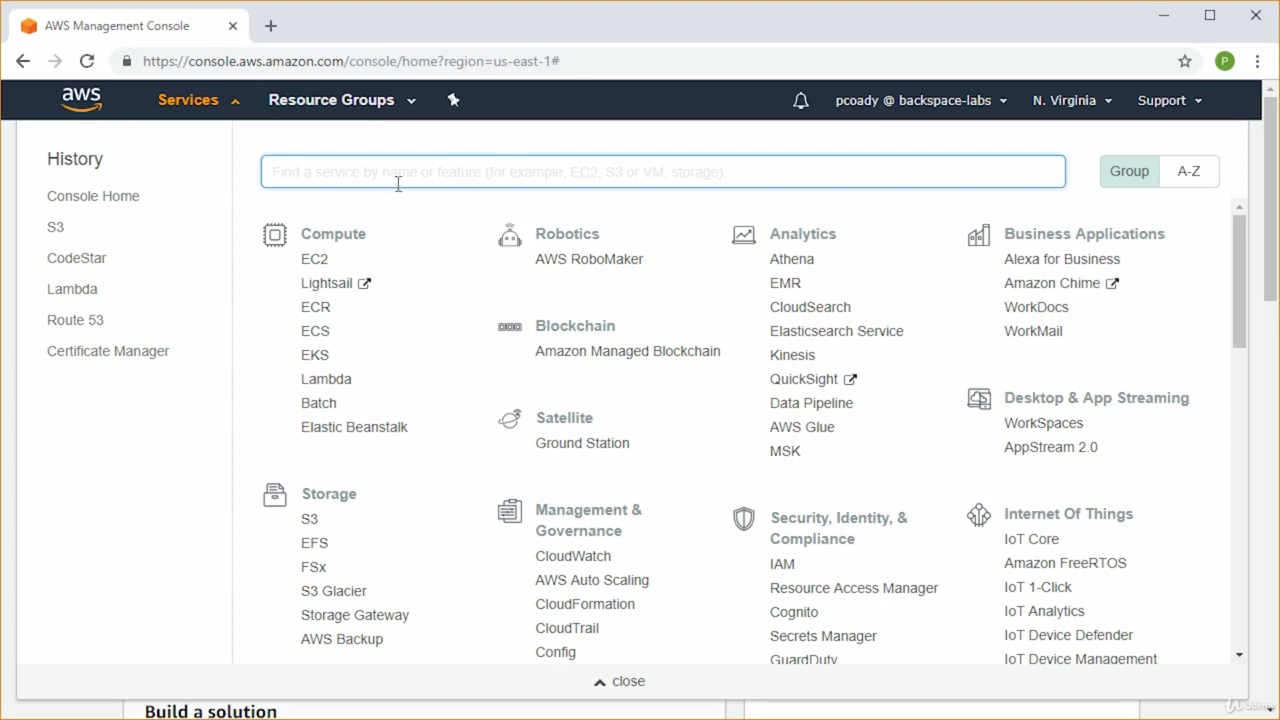 AWS Management Console
https://console.aws.amazon.com/console/home?region=us-east-1#
P
aws
Services
Resource Groups
pcoady @ backspace-labs
N. Virginia
Support
History
Console Home
S3
CodeStar
Lambda
Route 53
Certificate Manager
Find a service by name or feature (for example, EC2, S3 or VM, storage).
Group
A-Z
Compute
EC2
Lightsail
ECR
ECS
EKS
Lambda
Batch
Elastic Beanstalk
Storage
S3
EFS
FSx
S3 Glacier
Storage Gateway
AWS Backup
Robotics
AWS RoboMaker
Blockchain
Amazon Managed Blockchain
Satellite
Ground Station
Management &
Governance
CloudWatch
AWS Auto Scaling
CloudFormation
CloudTrail
Config
Analytics
Athena
EMR
CloudSearch
Elasticsearch Service
Kinesis
QuickSight
Data Pipeline
AWS Glue
MSK
Security, Identity, &
Compliance
IAM
Resource Access Manager
Cognito
Secrets Manager
GuardDuty
Business Applications
Alexa for Business
Amazon Chime
WorkDocs
WorkMail
Desktop & App Streaming
WorkSpaces
AppStream 2.0
Internet Of Things
IoT Core
Amazon FreeRTOS
IoT 1-Click
IoT Analytics
IoT Device Defender
IoT Device Management
close
Build a solution
Udemy